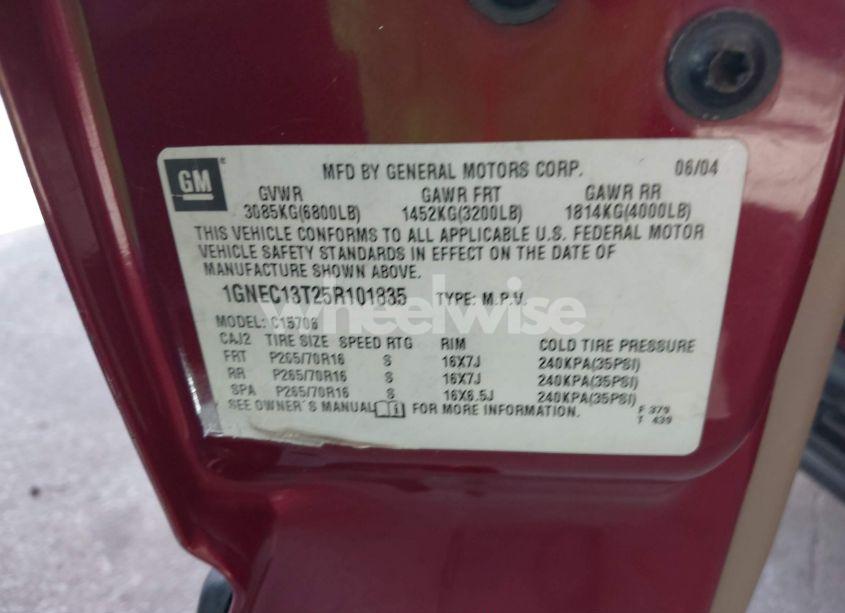 GM ® MFD BY GENERAL MOTORS CORP. 06/04
GVWR GAWR FRT GAWR RR
3085KG(6800LB) 1452KG(3200LB) 1814KG(4000LB)
THIS VEHICLE CONFORMS TO ALL APPLICABLE U.S. FEDERAL MOTOR
VEHICLE SAFETY STANDARDS IN EFFECT ON THE DATE OF
MANUFACTURE SHOWN ABOVE.
1GNEC13T25R101835 TYPE: M.P.V.
wheelwise
MODEL: C15706
CAJ2 TIRE SIZE SPEED RTG RIM COLD TIRE PRESSURE
FRT P265/70R16 S 16X7J 240KPA(35PSI)
RR P265/70R16 S 16X7J 240KPA(35PSI)
SPA P265/70R16 S 16X6.5J 240KPA(35PSI)
SEE OWNER'S MANUAL FOR MORE INFORMATION.
F 379
T 439